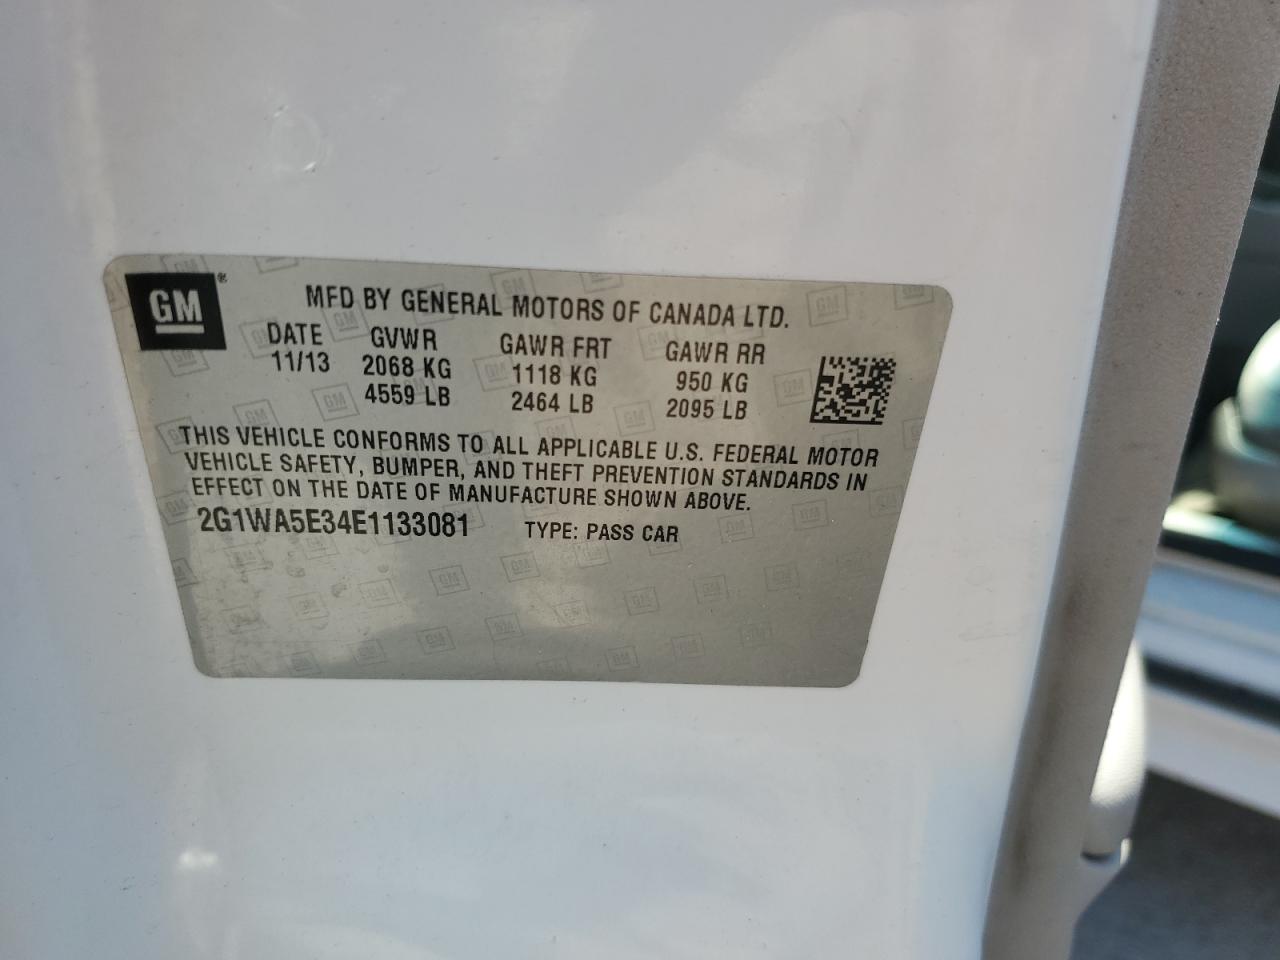 GM®
MFD BY GENERAL MOTORS OF CANADA LTD.
DATE GVWR GAWR FRT GAWR RR
11/13 2068 KG 1118 KG 950 KG
4559 LB 2464 LB 2095 LB
THIS VEHICLE CONFORMS TO ALL APPLICABLE U.S. FEDERAL MOTOR
VEHICLE SAFETY, BUMPER, AND THEFT PREVENTION STANDARDS IN
EFFECT ON THE DATE OF MANUFACTURE SHOWN ABOVE.
2G1WA5E34E1133081 TYPE: PASS CAR